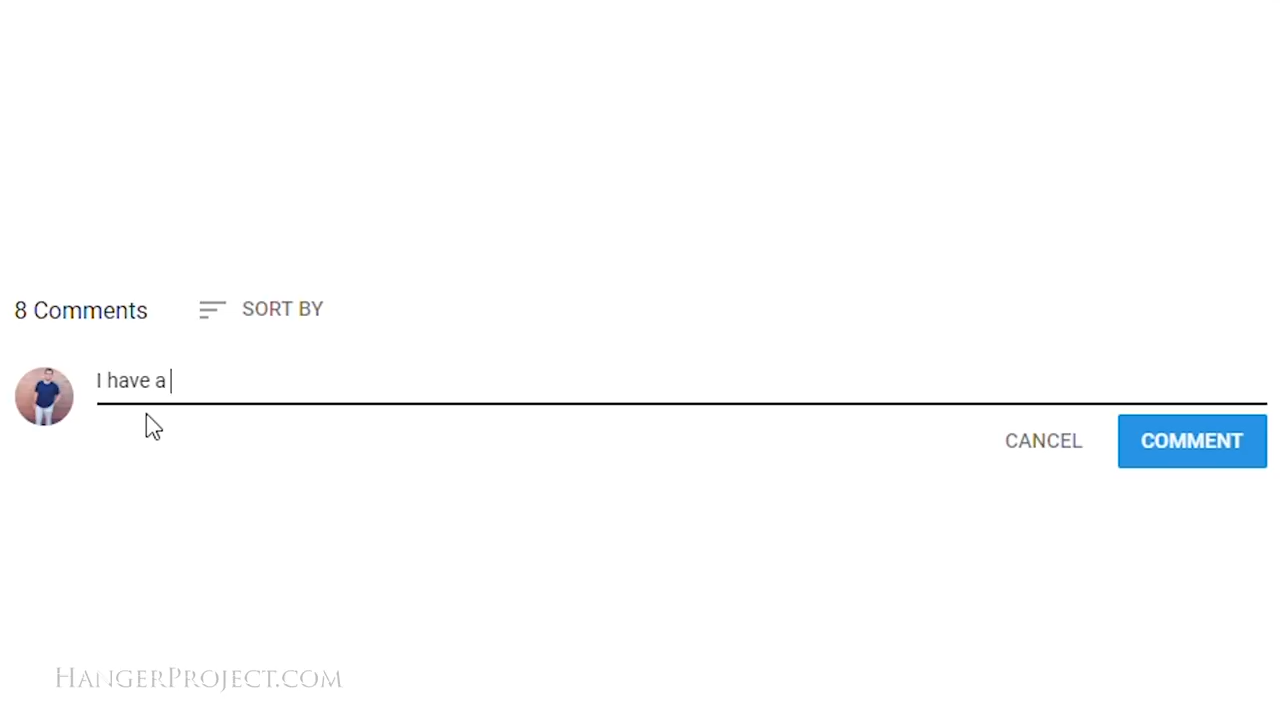 8 Comments
SORT BY
I have a
CANCEL
COMMENT
HANGERPROJECT.COM